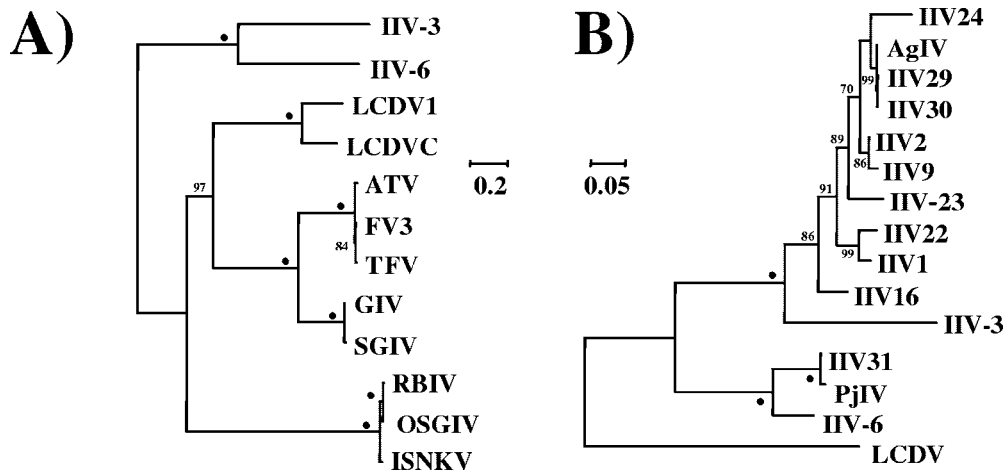 A)
IIV-3
IIV-6
LCDV1
LCDVC
97
ATV
FV3
84
TFV
GIV
SGIV
RBIV
OSGIV
ISNKV
0.2
B)
0.05
IIV24
AgIV
99
IIV29
70
IIV30
IIV2
89
86
IIV9
91
IIV-23
IIV22
86
99
IIV1
IIV16
IIV-3
IIV31
PjIV
IIV-6
LCDV